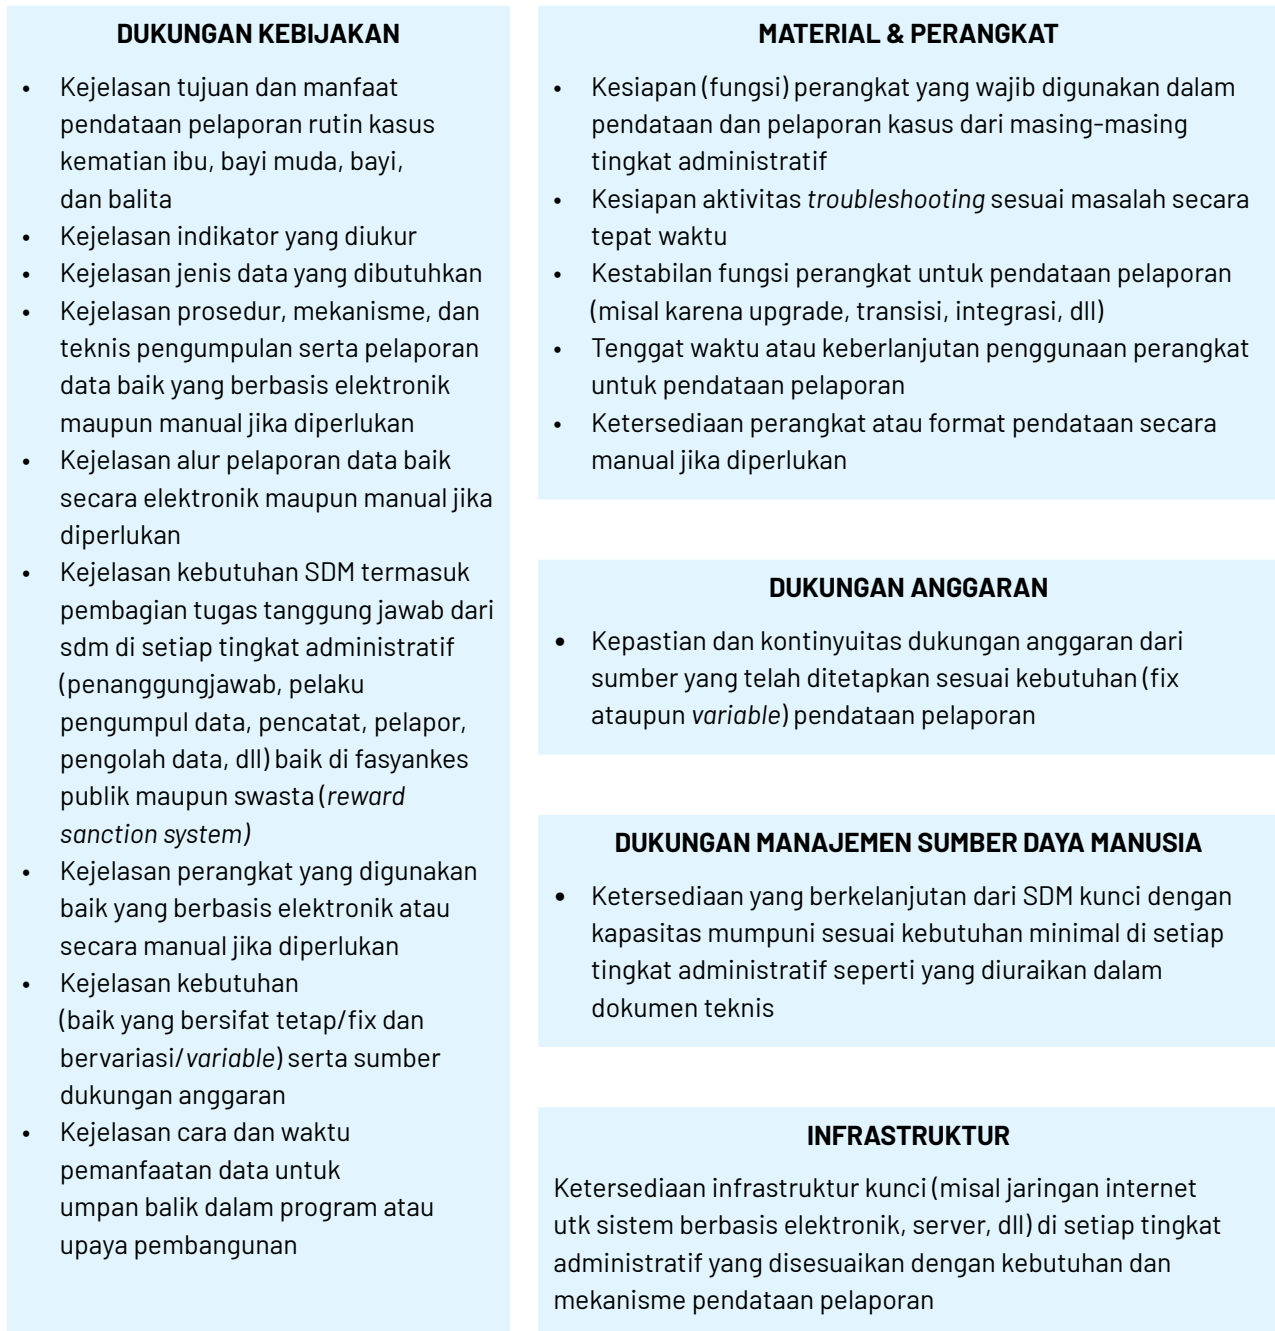 DUKUNGAN KEBIJAKAN
• Kejelasan tujuan dan manfaat
pendataan pelaporan rutin kasus
kematian ibu, bayi muda, bayi,
dan balita
• Kejelasan indikator yang diukur
• Kejelasan jenis data yang dibutuhkan
• Kejelasan prosedur, mekanisme, dan
teknis pengumpulan serta pelaporan
data baik yang berbasis elektronik
maupun manual jika diperlukan
• Kejelasan alur pelaporan data baik
secara elektronik maupun manual jika
diperlukan
• Kejelasan kebutuhan SDM termasuk
pembagian tugas tanggung jawab dari
sdm di setiap tingkat administratif
(penanggungjawab, pelaku
pengumpul data, pencatat, pelapor,
pengolah data, dll) baik di fasyankes
publik maupun swasta (reward
sanction system)
• Kejelasan perangkat yang digunakan
baik yang berbasis elektronik atau
secara manual jika diperlukan
• Kejelasan kebutuhan
(baik yang bersifat tetap/fix dan
bervariasi/variable) serta sumber
dukungan anggaran
• Kejelasan cara dan waktu
pemanfaatan data untuk
umpan balik dalam program atau
upaya pembangunan
MATERIAL & PERANGKAT
• Kesiapan (fungsi) perangkat yang wajib digunakan dalam
pendataan dan pelaporan kasus dari masing-masing
tingkat administratif
• Kesiapan aktivitas troubleshooting sesuai masalah secara
tepat waktu
• Kestabilan fungsi perangkat untuk pendataan pelaporan
(misal karena upgrade, transisi, integrasi, dll)
• Tenggat waktu atau keberlanjutan penggunaan perangkat
untuk pendataan pelaporan
• Ketersediaan perangkat atau format pendataan secara
manual jika diperlukan
DUKUNGAN ANGGARAN
• Kepastian dan kontinyuitas dukungan anggaran dari
sumber yang telah ditetapkan sesuai kebutuhan (fix
ataupun variable) pendataan pelaporan
DUKUNGAN MANAJEMEN SUMBER DAYA MANUSIA
• Ketersediaan yang berkelanjutan dari SDM kunci dengan
kapasitas mumpuni sesuai kebutuhan minimal di setiap
tingkat administratif seperti yang diuraikan dalam
dokumen teknis
INFRASTRUKTUR
Ketersediaan infrastruktur kunci (misal jaringan internet
utk sistem berbasis elektronik, server, dll) di setiap tingkat
administratif yang disesuaikan dengan kebutuhan dan
mekanisme pendataan pelaporan